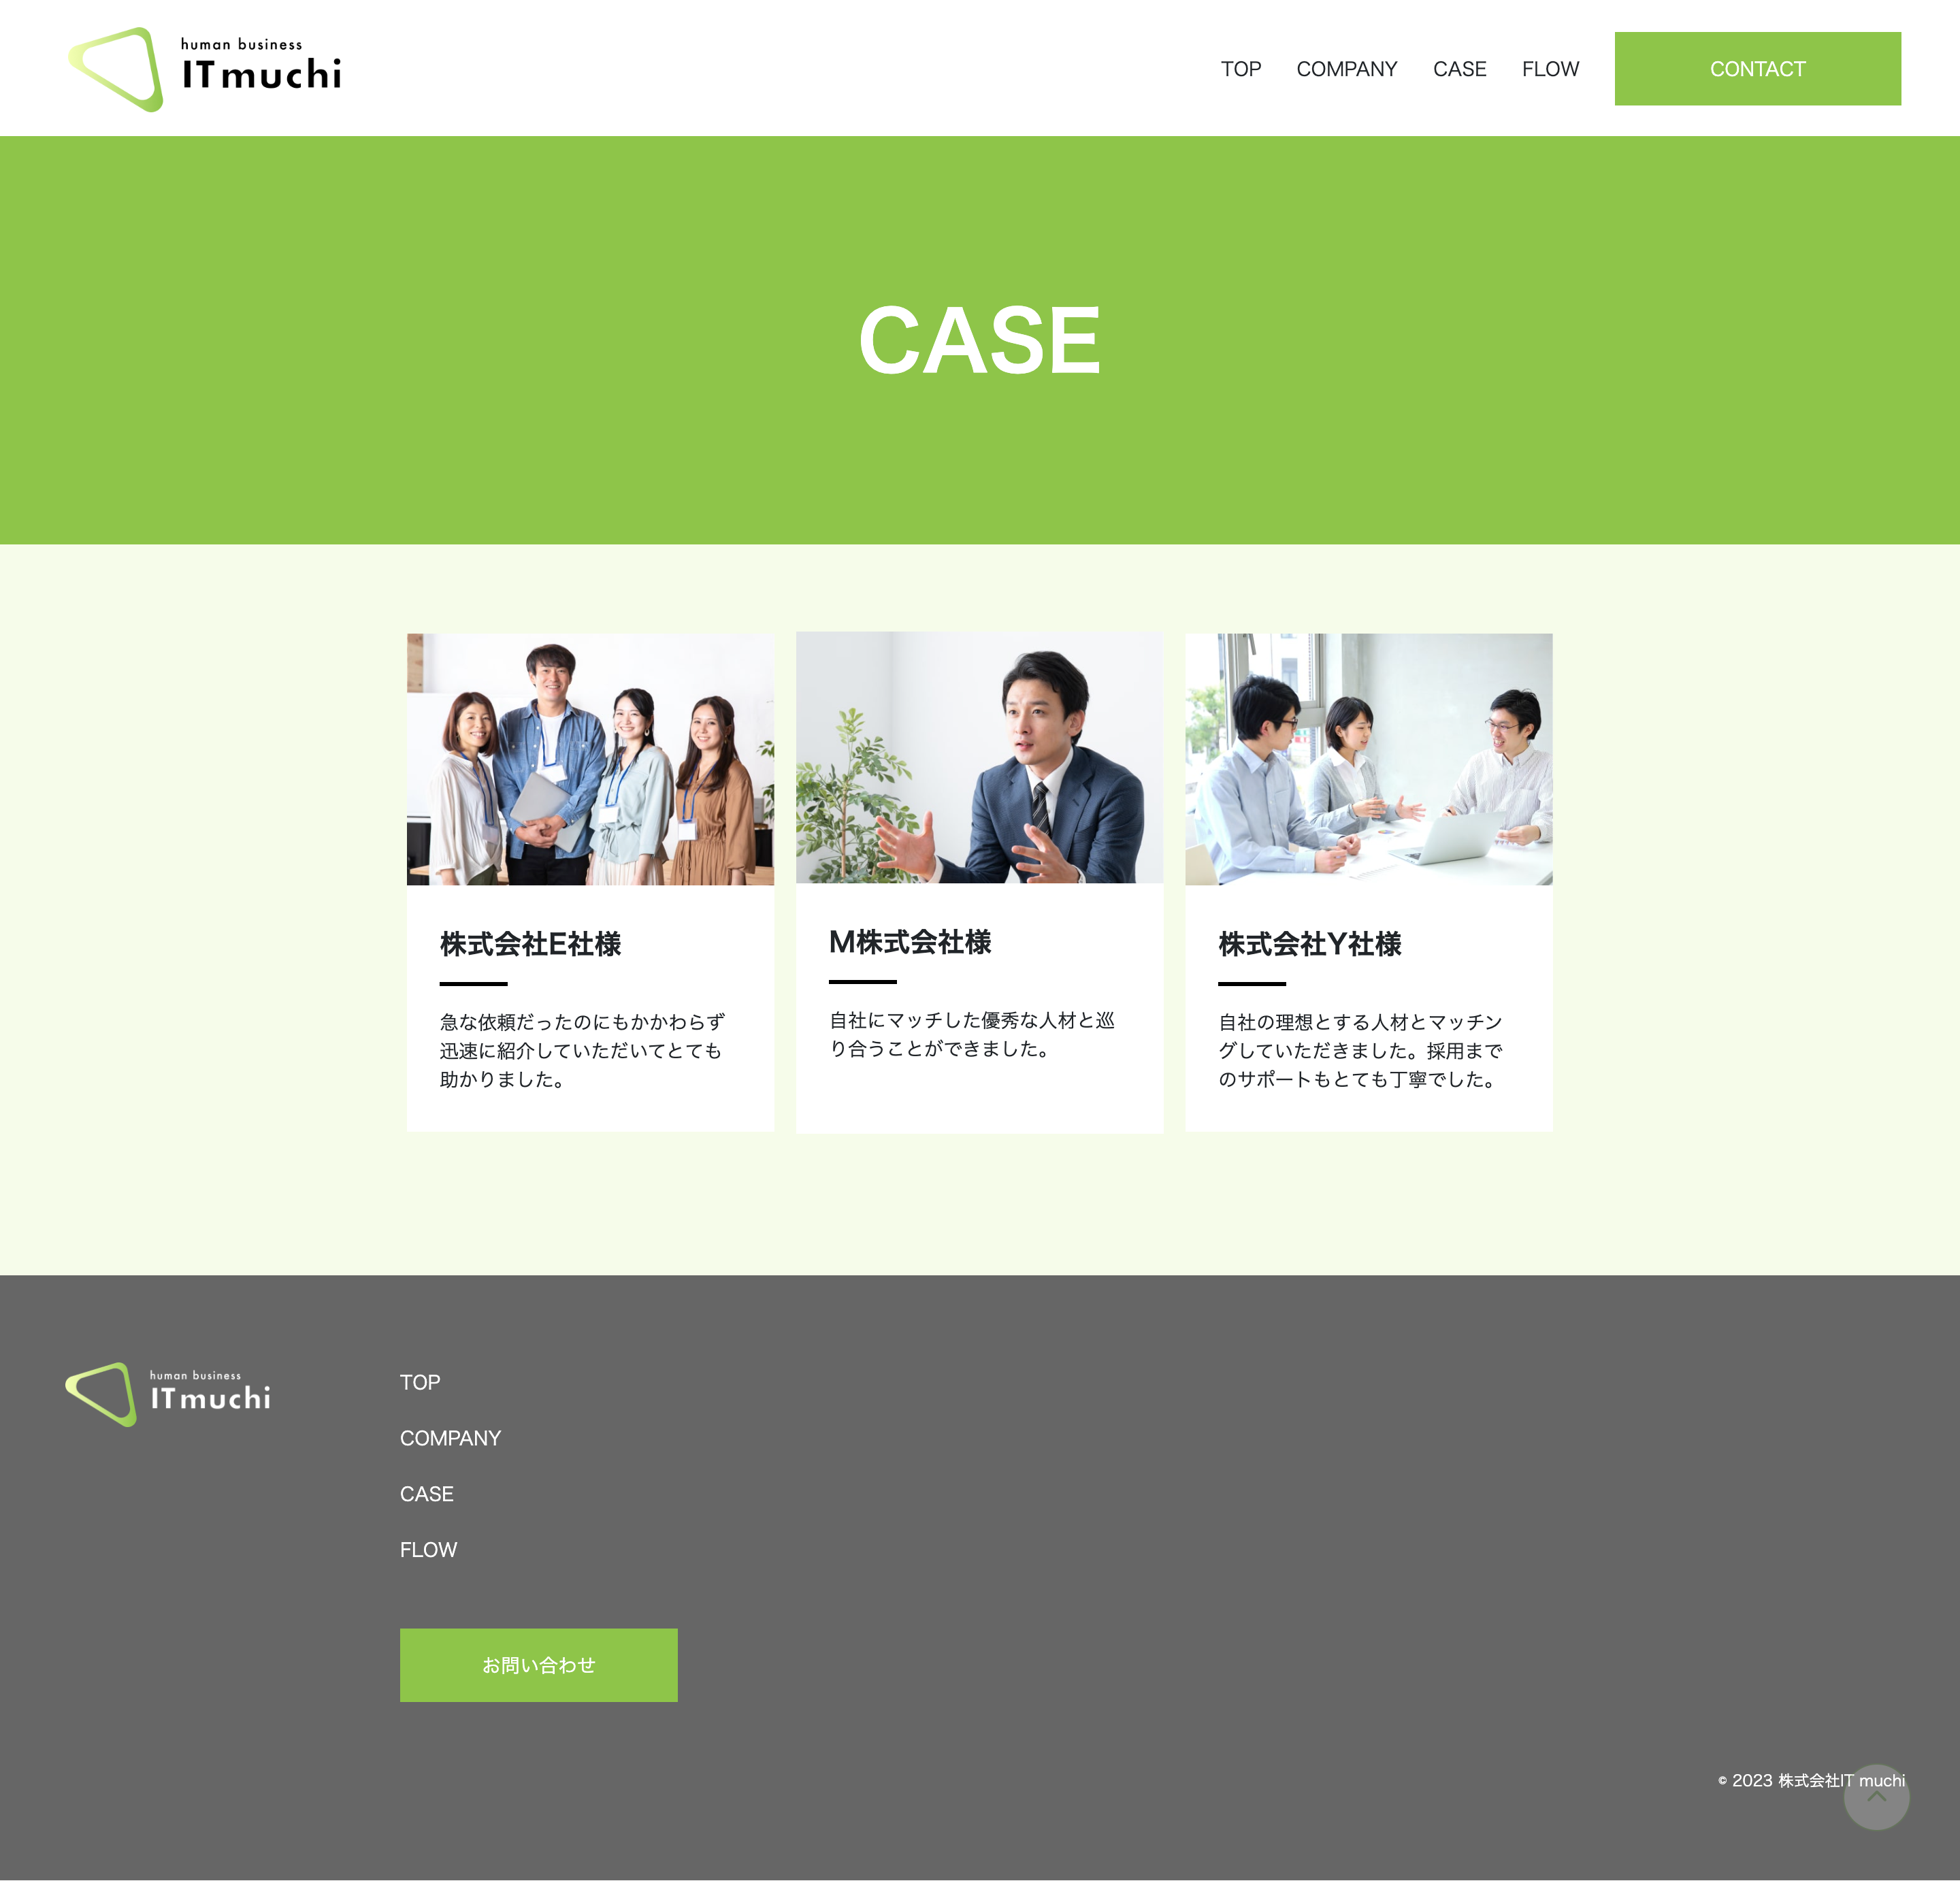 human business
ITmuchi
TOP
COMPANY
CASE
FLOW
CONTACT
CASE
株式会社E社様
急な依頼だったのにもかかわらず
迅速に紹介していただいてとても
助かりました。
M株式会社様
自社にマッチした優秀な人材と巡
り合うことができました。
株式会社Y社様
自社の理想とする人材とマッチン
グしていただきました。採用まで
のサポートもとても丁寧でした。
human business
ITmuchi
TOP
COMPANY
CASE
FLOW
お問い合わせ
© 2023 株式会社IT muchi